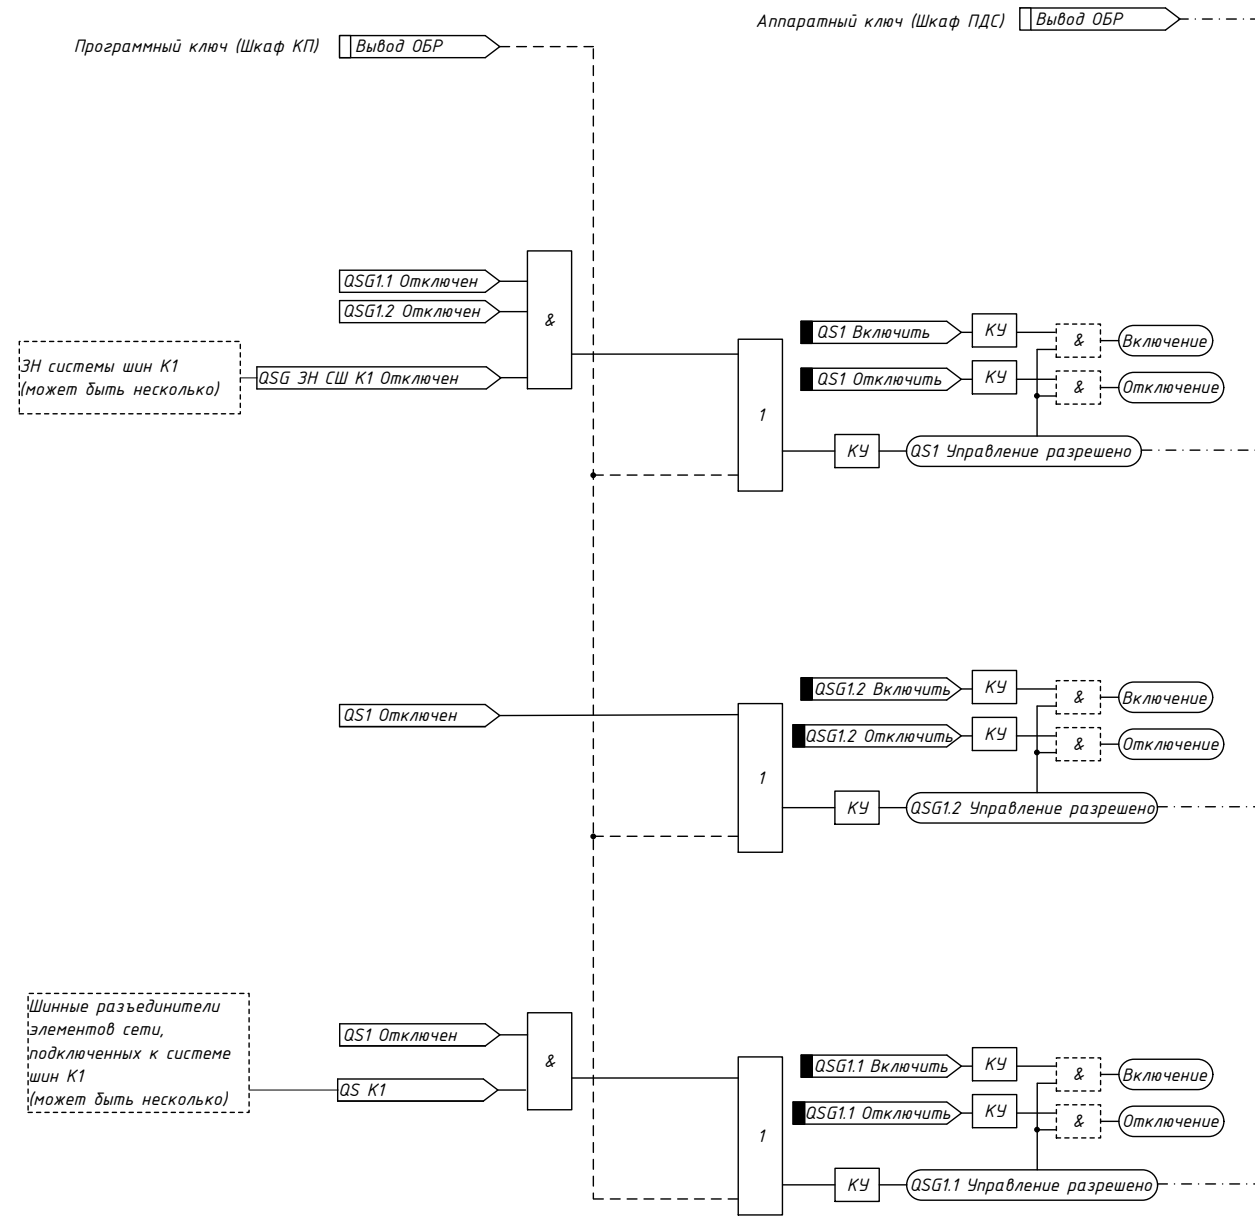 Аппаратный ключ (Шкаф ПДС)
Вывод ОБР
Программный ключ (Шкаф КП)
Вывод ОБР
QSG1.1 Отключен
QSG1.2 Отключен
&
ЗН системы шин К1
(может быть несколько)
QSG ЗН СШ К1 Отключен
1
QS1 Включить
КУ
&
Включение
QS1 Отключить
КУ
&
Отключение
КУ
QS1 Управление разрешено
QS1 Отключен
1
QSG1.2 Включить
КУ
&
Включение
QSG1.2 Отключить
КУ
&
Отключение
КУ
QSG1.2 Управление разрешено
Шинные разъединители
элементов сети,
подключенных к системе
шин К1
(может быть несколько)
QS1 Отключен
QS К1
&
1
QSG1.1 Включить
КУ
&
Включение
QSG1.1 Отключить
КУ
&
Отключение
КУ
QSG1.1 Управление разрешено